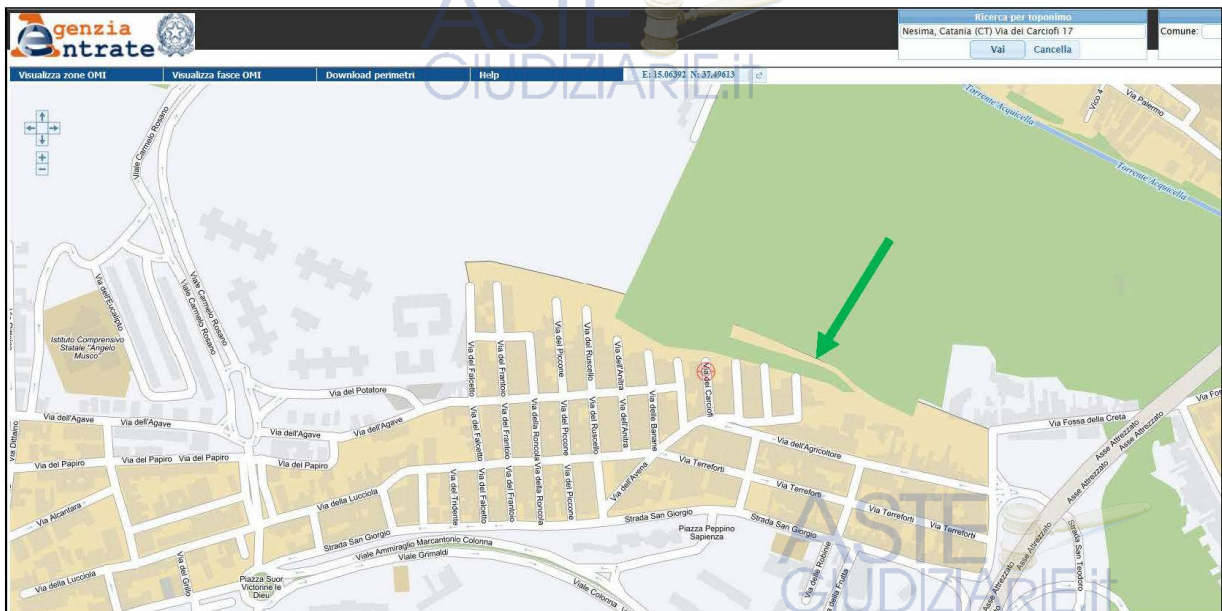 Agenzia
Entrate
Ricerca per toponimo
Nesima, Catania (CT) Via dei Carciofi 17
Vai
Cancella
Comune:
Visualizza zone OMI
Visualizza fasce OMI
Download perimetri
Help
E: 15.06392 N: 37.49613
ASTE
GIUDIZIARIE.it
Viale Carmelo Rosano
Viale Carmelo Rosano
Viale Carmelo Rosano
Viale Carmelo Rosano
Torrente Acquicella
Torrente Acquicella
Vico 4
Via Palermo
Via dell'Eucalipto
Istituto Comprensivo
Statale "Angelo
Musco"
Via del Potatore
Via del Falcetto
Via del Frantoio
Via del Piccone
Via del Ruscello
Via dell'Anitra
Via delle Banane
Via dei Carciofi
Via dell'Agave
Via dell'Agave
Via dell'Agave
Via dell'Agave
Via del Papiro
Via del Papiro
Via del Papiro
Via del Papiro
Via del Falcetto
Via del Frantoio
Via della Roncola
Via del Piccone
Via del Ruscello
Via dell'Anitra
Via dell'Agricoltore
Via Fossa della Creta
Asse Attrezzato
Asse Attrezzato
Asse Attrezzato
Asse Attrezzato
Asse Attrezzato
Via Alcantara
Via della Lucciola
Via della Lucciola
Via del Tridente
Via del Falcetto
Via del Frantoio
Via della Roncola
Via del Piccone
Via dell'Avena
Via Terreforti
Via Terreforti
Via Terreforti
Via Terreforti
Strada San Giorgio
Strada San Giorgio
Strada San Giorgio
Piazza Peppino
Sapienza
Viale Ammiraglio Marcantonio Colonna
Viale Grimaldi
Viale Colonna
Via del Grillo
Piazza Suor
Victorine le
Dieu
Via delle Robinie
Strada San Teodoro
ASTE
GIUDIZIARIE.it